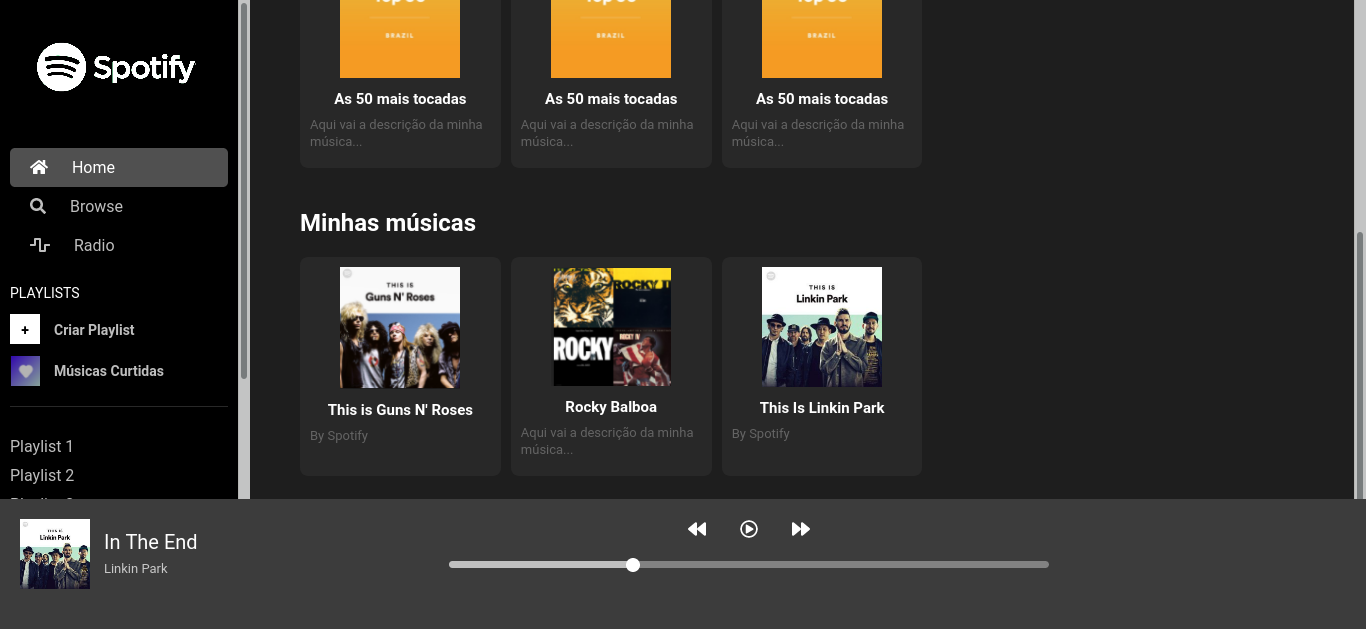 Spotify
Home
Browse
Radio
PLAYLISTS
+ Criar Playlist
Músicas Curtidas
Playlist 1
Playlist 2
BRAZIL
BRAZIL
BRAZIL
As 50 mais tocadas
Aqui vai a descrição da minha
música...
As 50 mais tocadas
Aqui vai a descrição da minha
música...
As 50 mais tocadas
Aqui vai a descrição da minha
música...
Minhas músicas
THIS IS
Guns N' Roses
This is Guns N' Roses
By Spotify
ROCKY II
ROCKY
ROCKY IV
Rocky Balboa
Aqui vai a descrição da minha
música...
THIS IS
Linkin Park
This Is Linkin Park
By Spotify
THIS IS
Linkin Park
In The End
Linkin Park